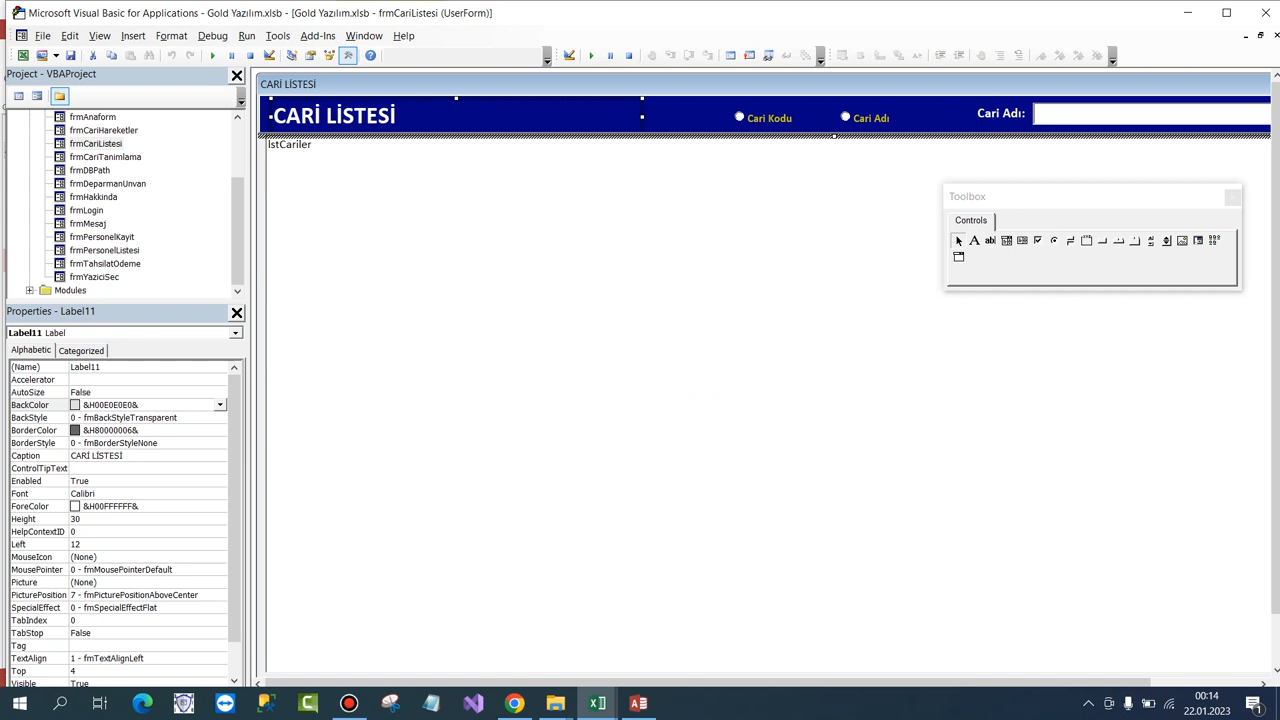 Microsoft Visual Basic for Applications - Gold Yazılım.xlsb - [Gold Yazılım.xlsb - frmCariListesi (UserForm)]
File Edit View Insert Format Debug Run Tools Add-Ins Window Help
Project - VBAProject
frmAnaform
frmCariHareketler
frmCariListesi
frmCariTanimlama
frmDBPath
frmDeparmanUnvan
frmHakkinda
frmLogin
frmMesaj
frmPersonelKayit
frmPersonelListesi
frmTahsilatOdeme
frmYaziciSec
Modules
Properties - Label11
Label11 Label
Alphabetic Categorized
(Name) Label11
Accelerator
AutoSize False
BackColor &H00E0E0E0&
BackStyle 0 - fmBackStyleTransparent
BorderColor &H80000006&
BorderStyle 0 - fmBorderStyleNone
Caption CARİ LİSTESİ
ControlTipText
Enabled True
Font Calibri
ForeColor &H00FFFFFF&
Height 30
HelpContextID 0
Left 12
MouseIcon (None)
MousePointer 0 - fmMousePointerDefault
Picture (None)
PicturePosition 7 - fmPicturePositionAboveCenter
SpecialEffect 0 - fmSpecialEffectFlat
TabIndex 0
TabStop False
Tag
TextAlign 1 - fmTextAlignLeft
Top 4
Visible True
CARİ LİSTESİ
CARİ LİSTESİ Cari Kodu Cari Adı Cari Adı:
lstCariler
Toolbox
Controls
A ab
00:14
22.01.2023
1